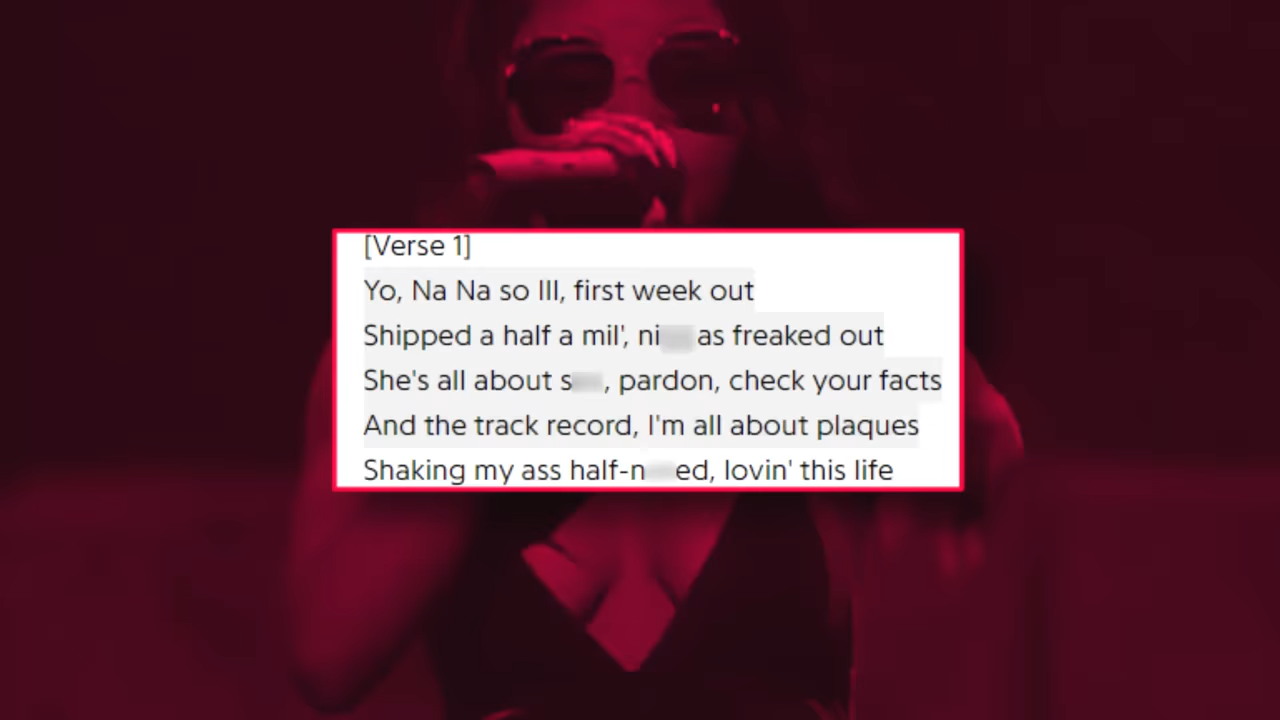 [Verse 1]
Yo, Na Na so Ill, first week out
Shipped a half a mil', freaked out
She's all about , pardon, check your facts
And the track record, I'm all about plaques
Shaking my ass lovin' this life